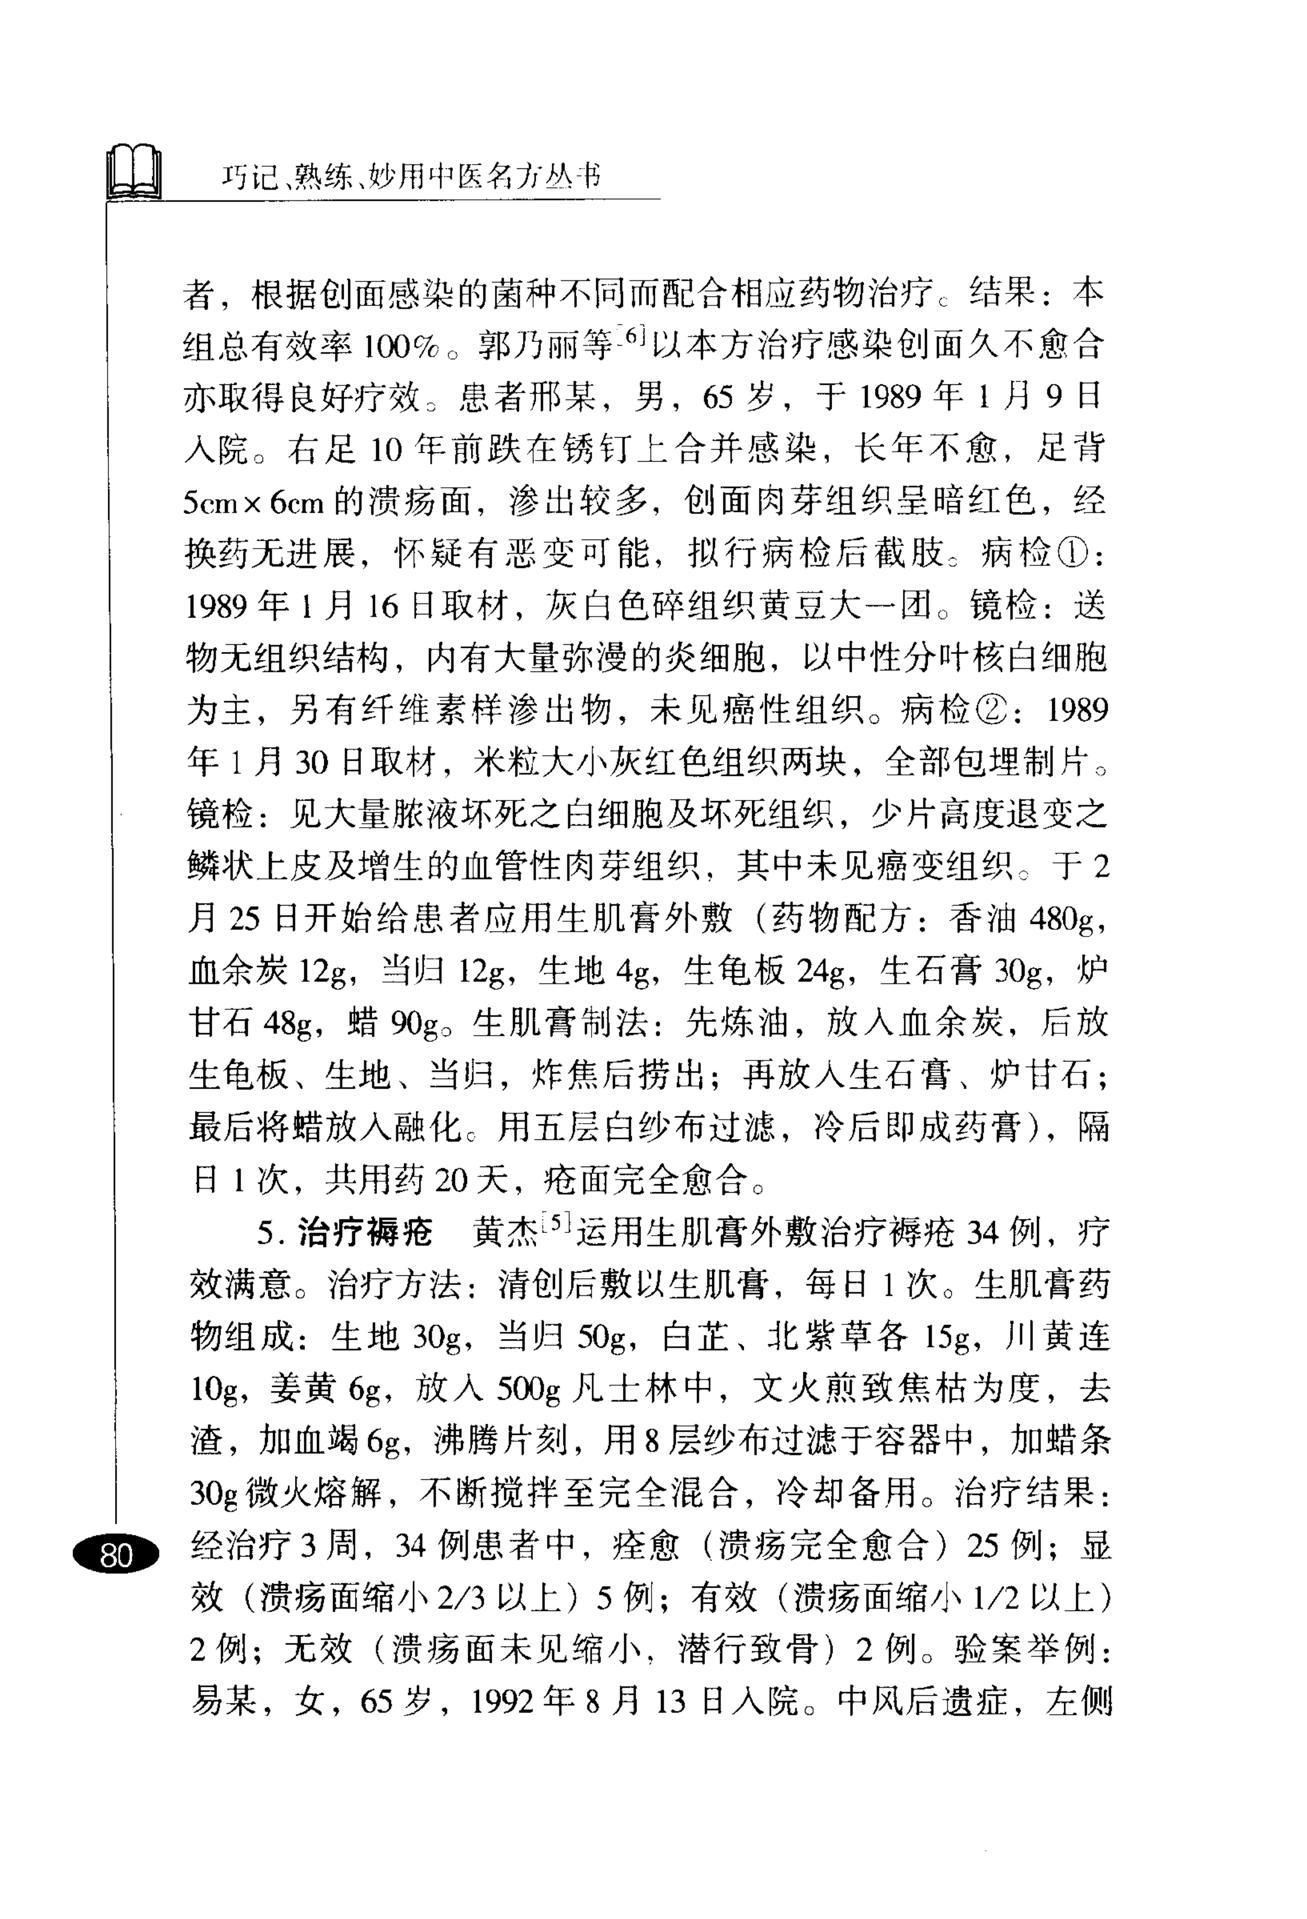 巧记、熟练、妙用中医名方丛书
者，根据创面感染的菌种不同而配合相应药物治疗。结果：本
组总有效率 100%。郭乃丽等[6]以本方治疗感染创面久不愈合
亦取得良好疗效。患者邢某，男，65 岁，于 1989 年 1 月 9 日
入院。右足 10 年前跌在锈钉上合并感染，长年不愈，足背
5cm×6cm 的溃疡面，渗出较多，创面肉芽组织呈暗红色，经
换药无进展，怀疑有恶变可能，拟行病检后截肢。病检①：
1989 年 1 月 16 日取材，灰白色碎组织黄豆大一团。镜检：送
物无组织结构，内有大量弥漫的炎细胞，以中性分叶核白细胞
为主，另有纤维素样渗出物，未见癌性组织。病检②：1989
年 1 月 30 日取材，米粒大小灰红色组织两块，全部包埋制片。
镜检：见大量脓液坏死之白细胞及坏死组织，少片高度退变之
鳞状上皮及增生的血管性肉芽组织，其中未见癌变组织。于 2
月 25 日开始给患者应用生肌膏外敷（药物配方：香油 480g，
血余炭 12g，当归 12g，生地 4g，生龟板 24g，生石膏 30g，炉
甘石 48g，蜡 90g。生肌膏制法：先炼油，放入血余炭，后放
生龟板、生地、当归，炸焦后捞出；再放入生石膏、炉甘石；
最后将蜡放入融化。用五层白纱布过滤，冷后即成药膏），隔
日 1 次，共用药 20 天，疮面完全愈合。
5. 治疗褥疮 黄杰[5]运用生肌膏外敷治疗褥疮 34 例，疗
效满意。治疗方法：清创后敷以生肌膏，每日 1 次。生肌膏药
物组成：生地 30g，当归 50g，白芷、北紫草各 15g，川黄连
10g，姜黄 6g，放入 500g 凡士林中，文火煎致焦枯为度，去
渣，加血竭 6g，沸腾片刻，用 8 层纱布过滤于容器中，加蜡条
30g 微火熔解，不断搅拌至完全混合，冷却备用。治疗结果：
经治疗 3 周，34 例患者中，痊愈（溃疡完全愈合）25 例；显
效（溃疡面缩小 2/3 以上）5 例；有效（溃疡面缩小 1/2 以上）
2 例；无效（溃疡面未见缩小，潜行致骨）2 例。验案举例：
易某，女，65 岁，1992 年 8 月 13 日入院。中风后遗症，左侧
80